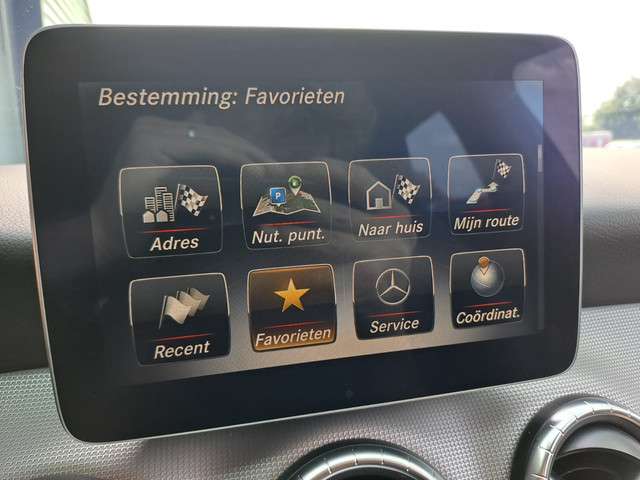 Bestemming: Favorieten
Adres
Nut. punt.
Naar huis
Mijn route
P
Recent
Favorieten
Service
Coördinat.